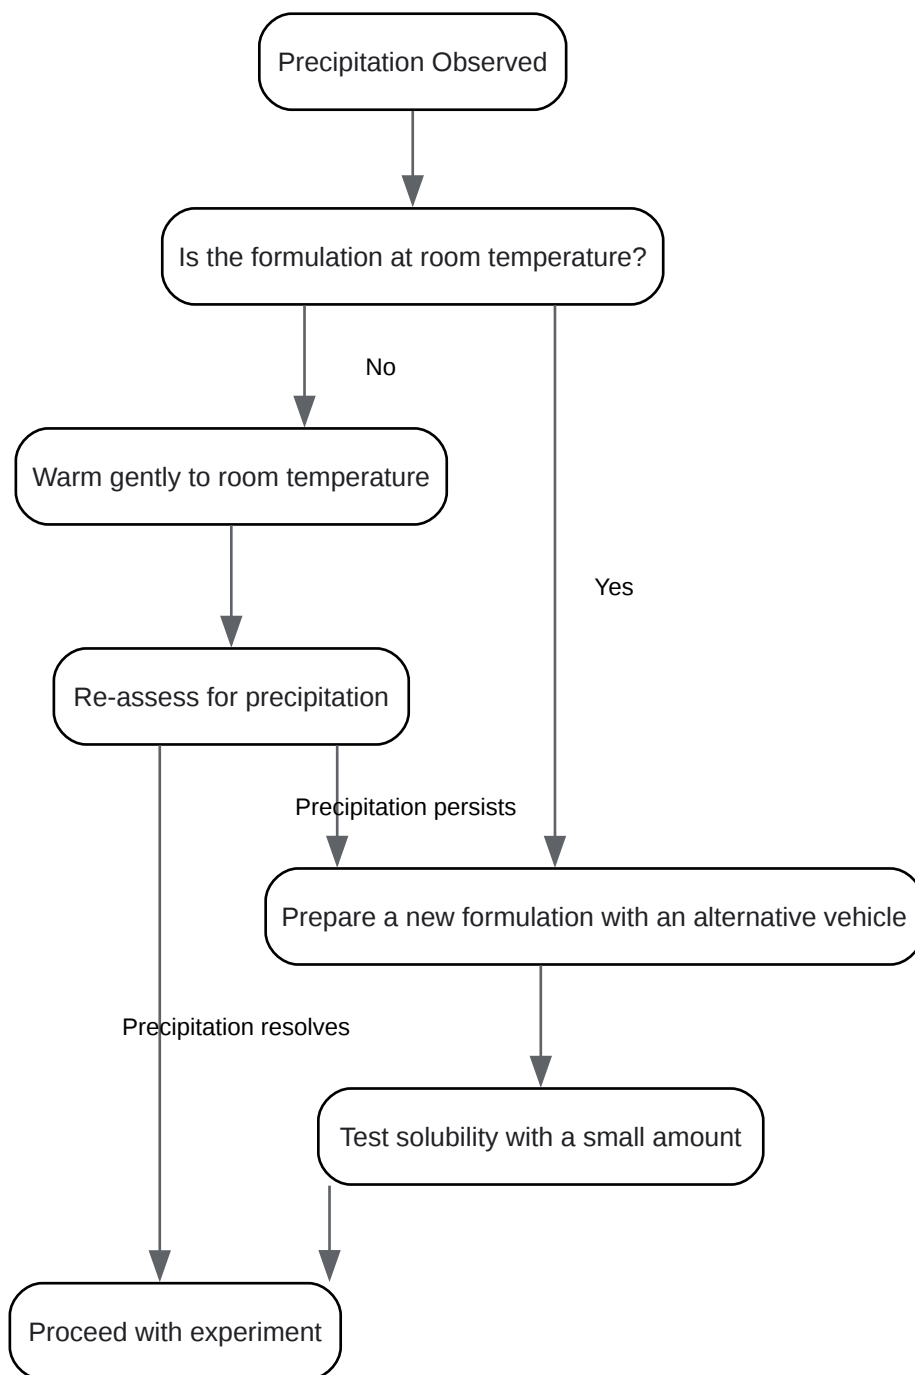 Precipitation Observed
Is the formulation at room temperature?
No
Warm gently to room temperature
Yes
Re-assess for precipitation
Precipitation persists
Prepare a new formulation with an alternative vehicle
Precipitation resolves
Test solubility with a small amount
Proceed with experiment